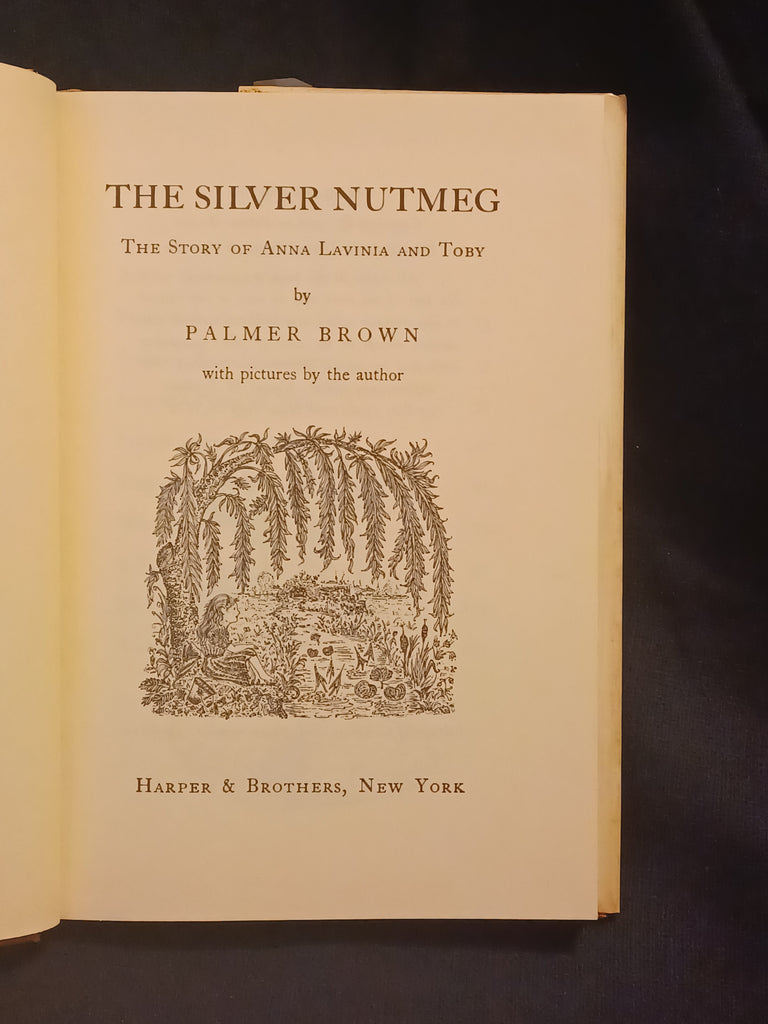 THE SILVER NUTMEG
THE STORY OF ANNA LAVINIA AND TOBY
by
PALMER BROWN
with pictures by the author
HARPER & BROTHERS, NEW YORK